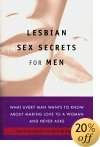 LESBIAN
SEX SECRETS
FOR MEN
WHAT EVERY MAN WANTS TO KNOW
ABOUT MAKING LOVE TO A WOMAN
AND NEVER ASKS
20%
off!